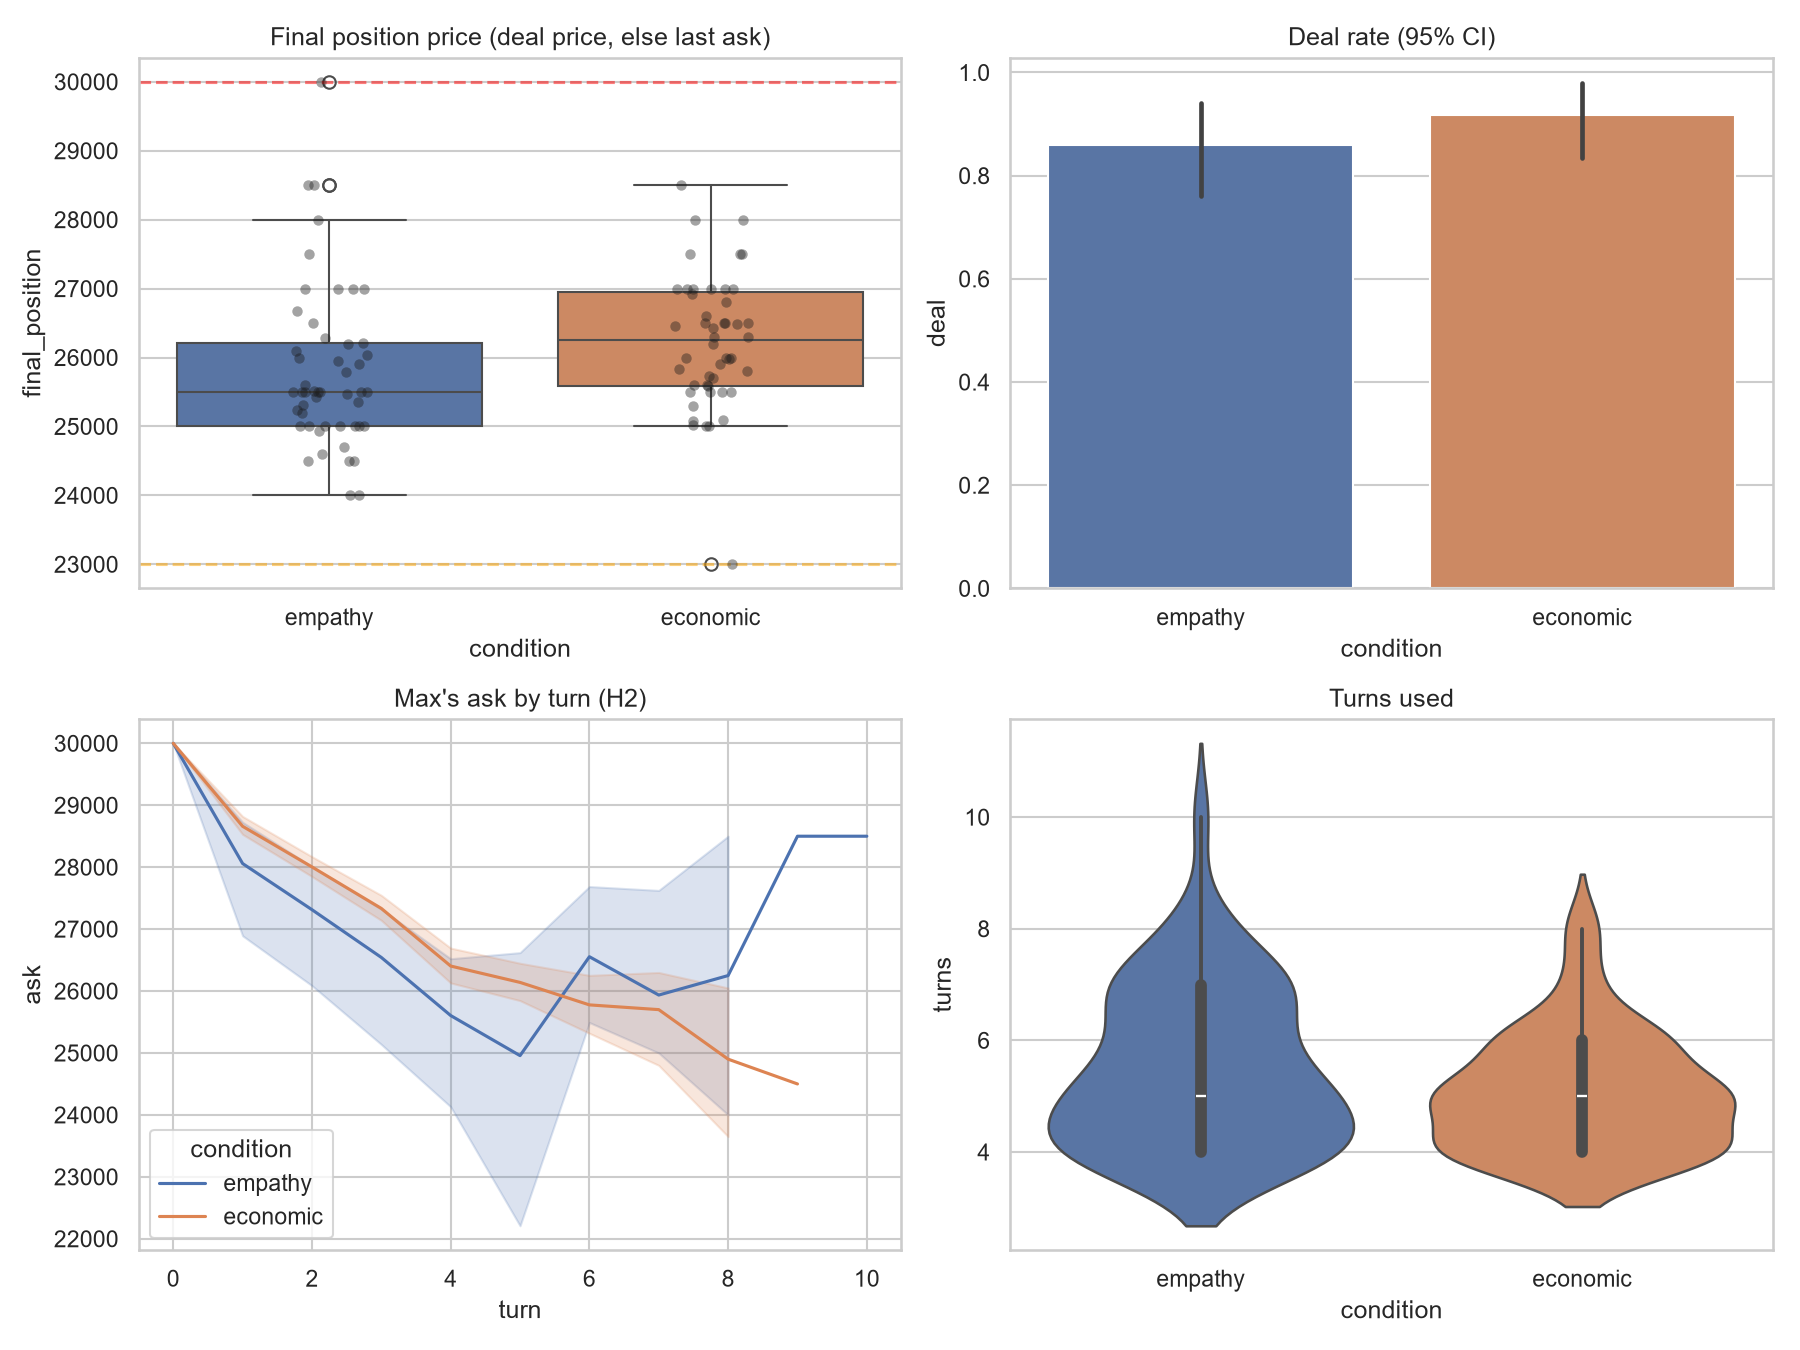 Final position price (deal price, else last ask)
final_position
30000
29000
28000
27000
26000
25000
24000
23000
empathy
economic
condition
Deal rate (95% CI)
deal
1.0
0.8
0.6
0.4
0.2
0.0
empathy
economic
condition
Max's ask by turn (H2)
ask
30000
29000
28000
27000
26000
25000
24000
23000
22000
condition
empathy
economic
0
2
4
6
8
10
turn
Turns used
turns
10
8
6
4
empathy
economic
condition